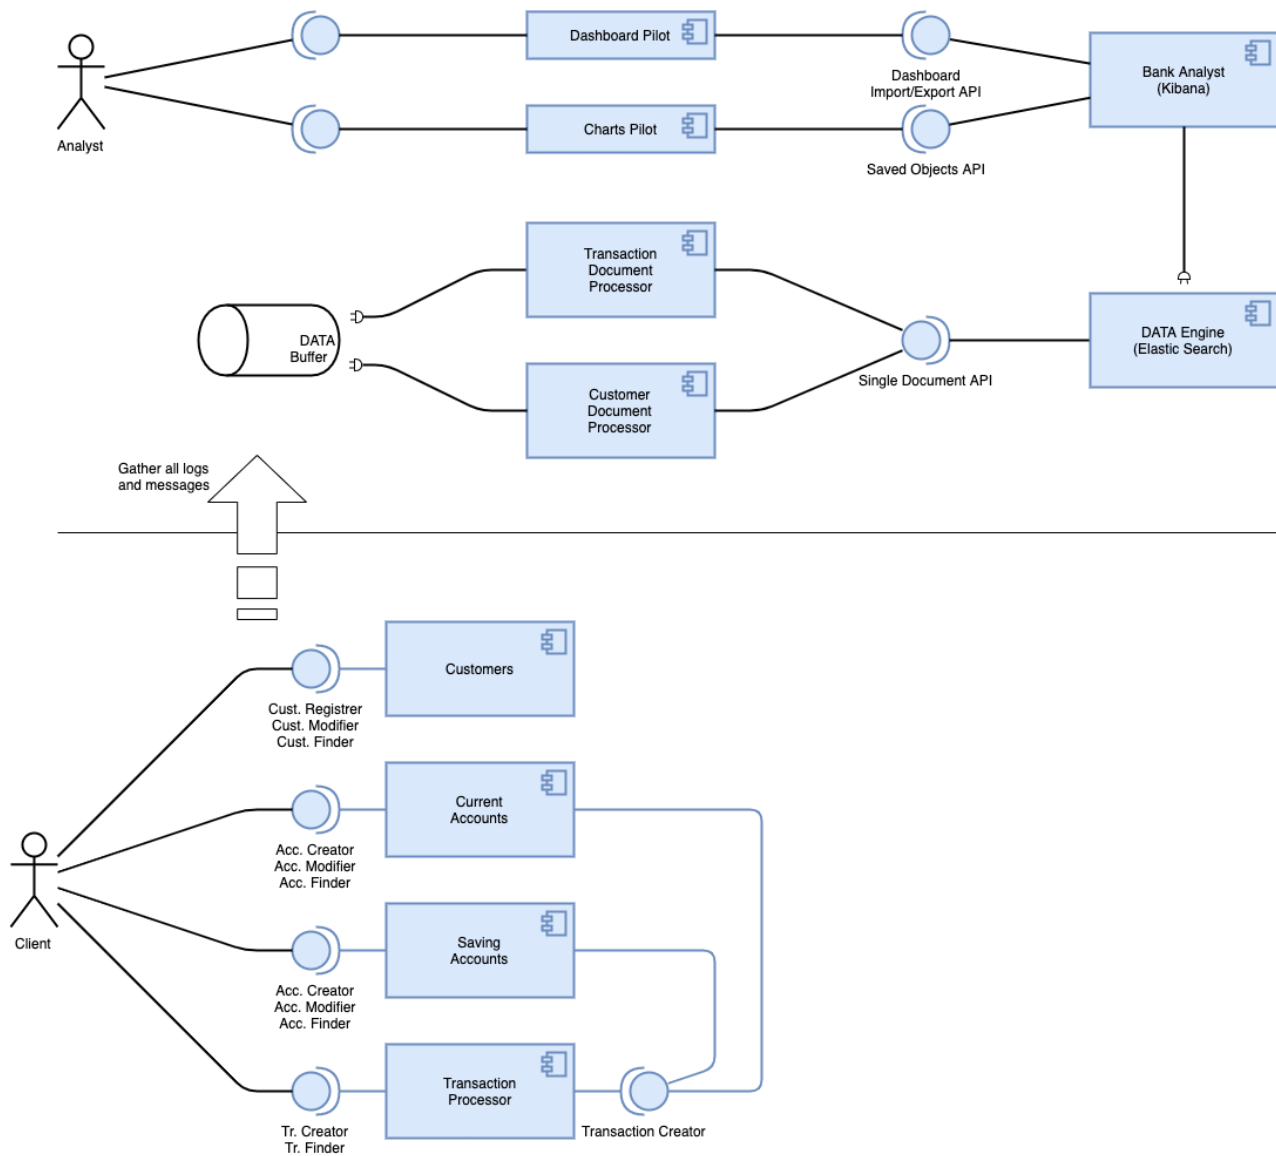 Dashboard Pilot
Dashboard
Import/Export API
Bank Analyst
(Kibana)
Analyst
Charts Pilot
Saved Objects API
Transaction
Document
Processor
DATA
Buffer
DATA Engine
(Elastic Search)
Single Document API
Customer
Document
Processor
Gather all logs
and messages
Customers
Cust. Registrer
Cust. Modifier
Cust. Finder
Current
Accounts
Acc. Creator
Acc. Modifier
Acc. Finder
Client
Saving
Accounts
Acc. Creator
Acc. Modifier
Acc. Finder
Transaction
Processor
Tr. Creator
Tr. Finder
Transaction Creator